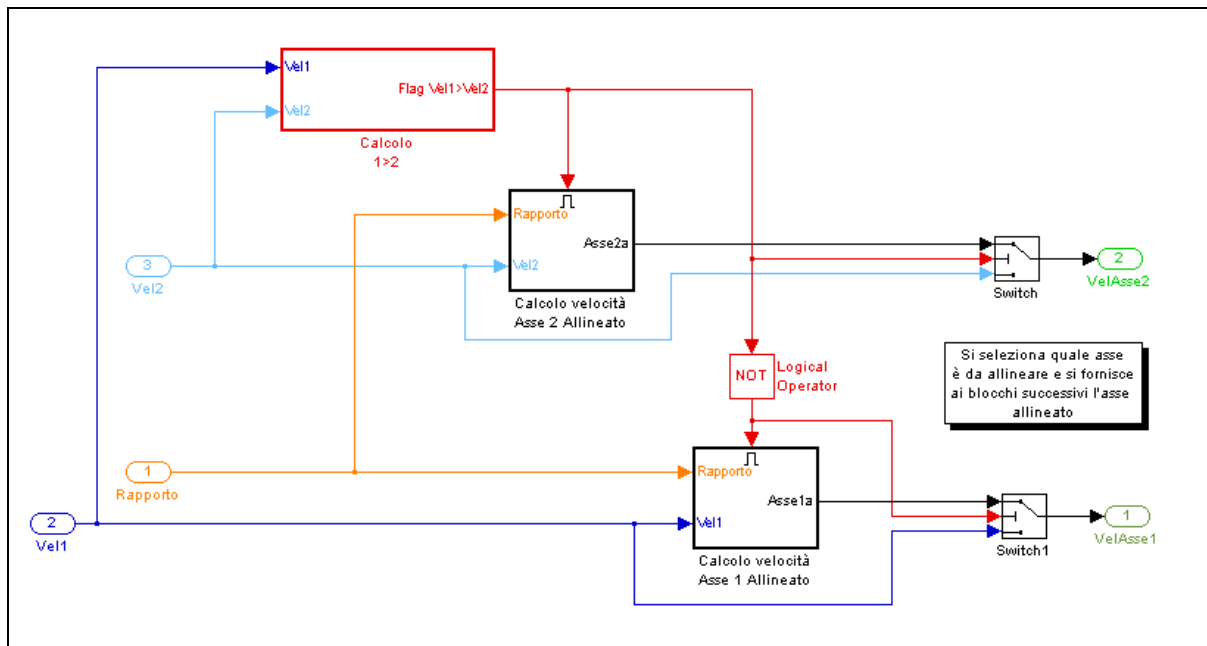 Vel1
Flag Vel1>Vel2
Vel2
Calcolo
1>2
Rapporto
Asse2a
Vel2
Calcolo velocità
Asse 2 Allineato
3
Vel2
Switch
2
VelAsse2
NOT
Logical
Operator
Si seleziona quale asse
è da allineare e si fornisce
ai blocchi successivi l'asse
allineato
1
Rapporto
Rapporto
Asse1a
Vel1
Calcolo velocità
Asse 1 Allineato
2
Vel1
Switch1
1
VelAsse1